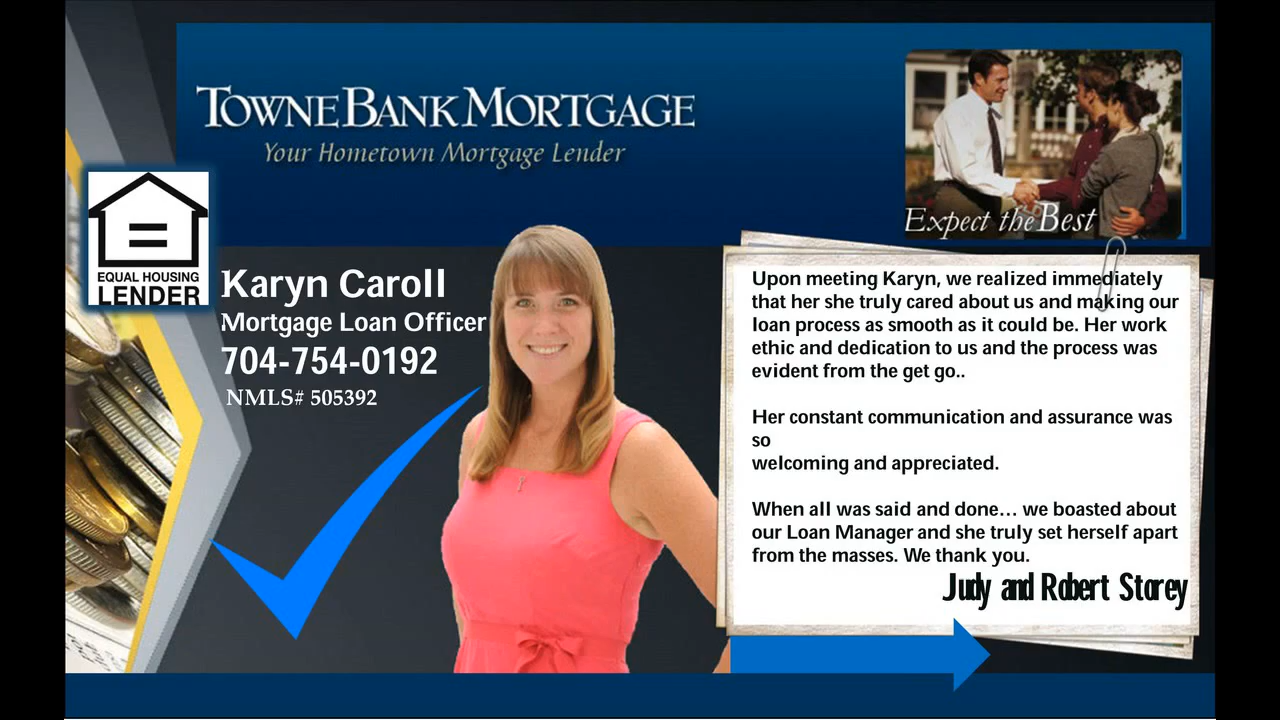 TOWNEBANK MORTGAGE
Your Hometown Mortgage Lender
Expect the Best
EQUAL HOUSING
LENDER
Karyn Caroll
Mortgage Loan Officer
704-754-0192
NMLS# 505392
Upon meeting Karyn, we realized immediately
that her she truly cared about us and making our
loan process as smooth as it could be. Her work
ethic and dedication to us and the process was
evident from the get go..
Her constant communication and assurance was
so
welcoming and appreciated.
When all was said and done... we boasted about
our Loan Manager and she truly set herself apart
from the masses. We thank you.
Judy and Robert Storey